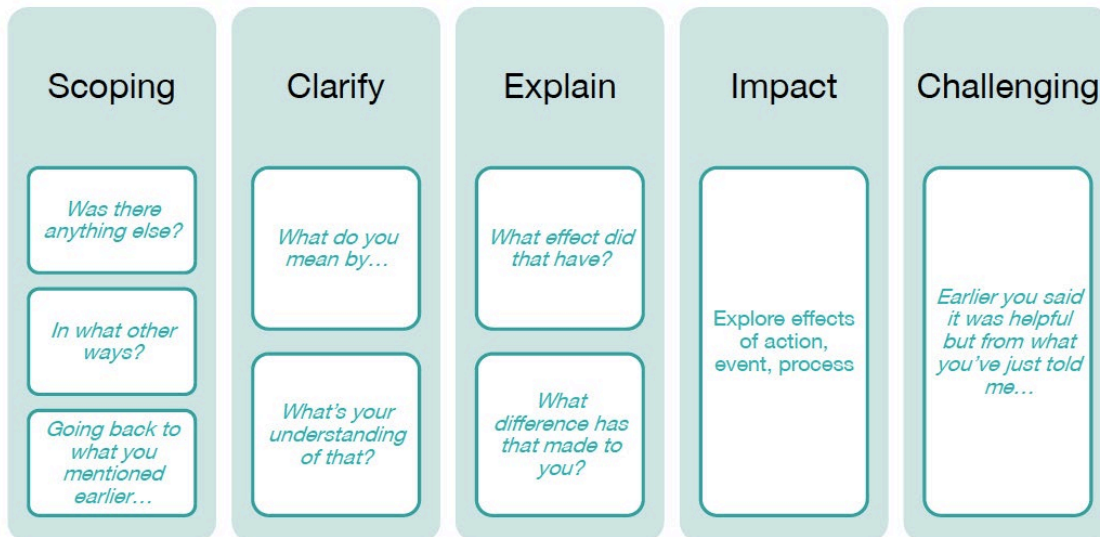 Scoping
Was there
anything else?
In what other
ways?
Going back to
what you
mentioned
earlier…
Clarify
What do you
mean by…
What's your
understanding
of that?
Explain
What effect did
that have?
What
difference has
that made to
you?
Impact
Explore effects
of action,
event, process
Challenging
Earlier you said
it was helpful
but from what
you've just told
me…